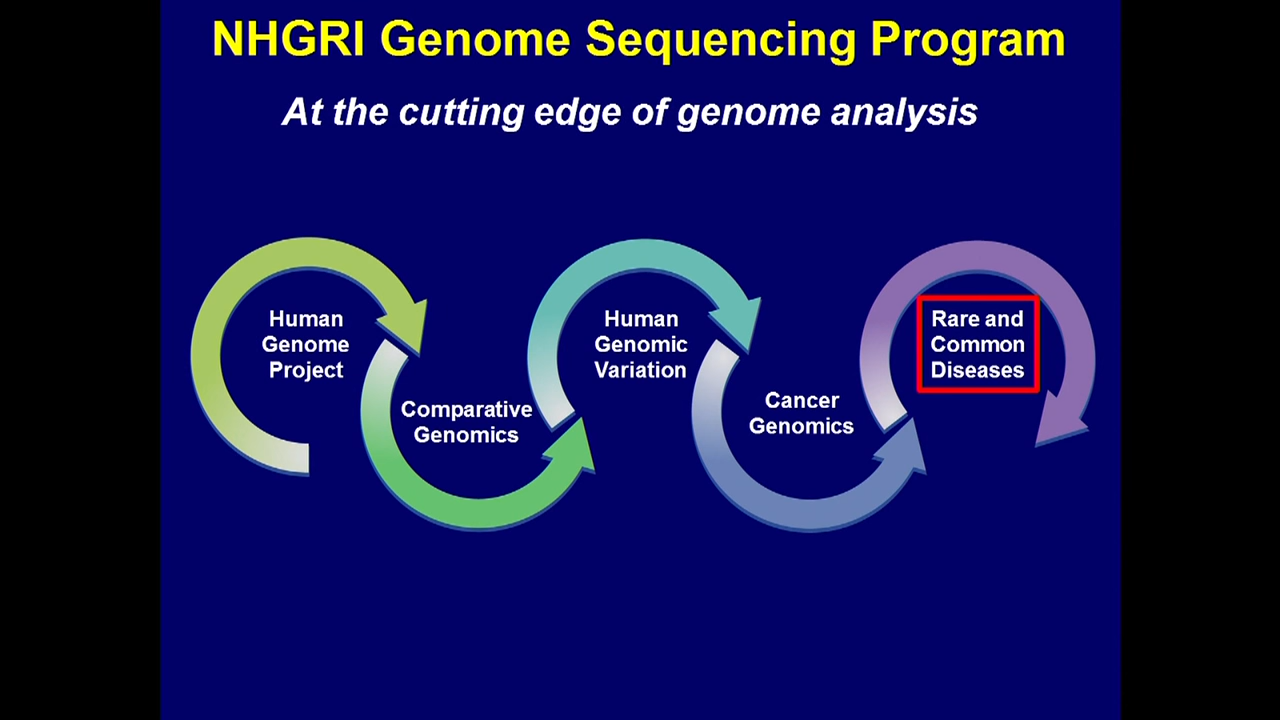 NHGRI Genome Sequencing Program
At the cutting edge of genome analysis
Human
Genome
Project
Comparative
Genomics
Human
Genomic
Variation
Cancer
Genomics
Rare and
Common
Diseases